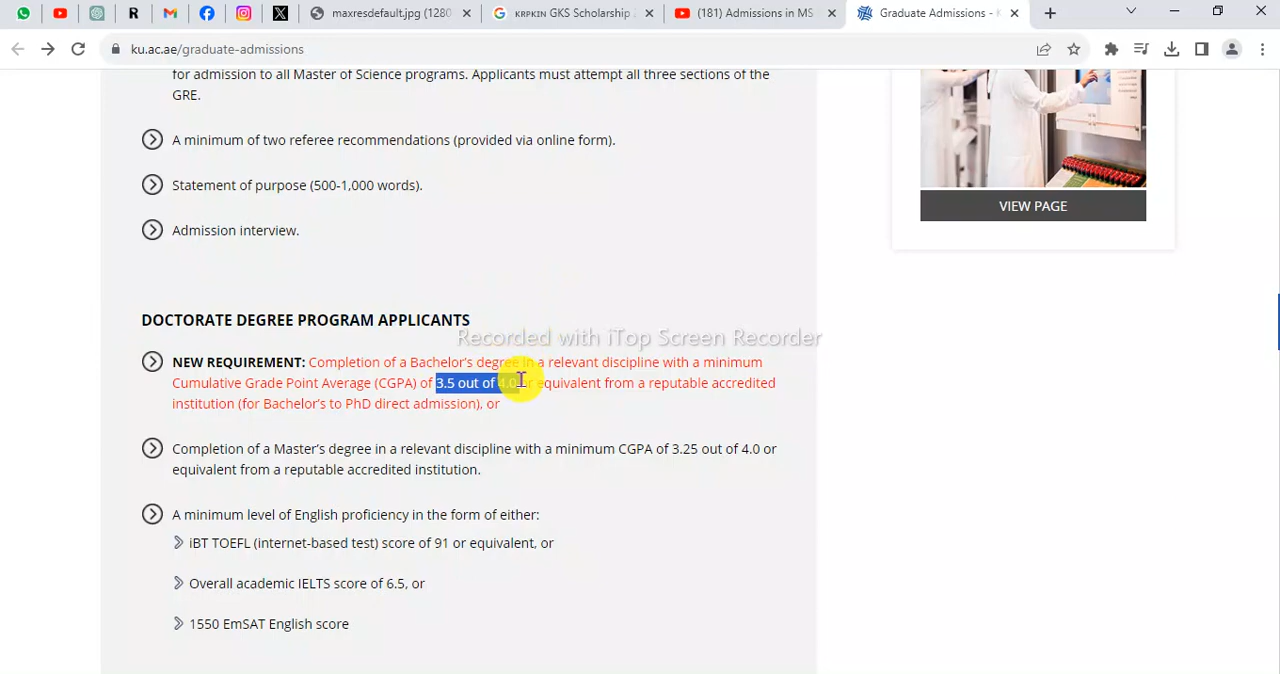 maxresdefault.jpg (1280
KRPKIN GKS Scholarship
(181) Admissions in MS
Graduate Admissions - K
ku.ac.ae/graduate-admissions
for admission to all Master of Science programs. Applicants must attempt all three sections of the
GRE.
A minimum of two referee recommendations (provided via online form).
Statement of purpose (500-1,000 words).
Admission interview.
VIEW PAGE
DOCTORATE DEGREE PROGRAM APPLICANTS
Recorded with iTop Screen Recorder
NEW REQUIREMENT: Completion of a Bachelor's degree in a relevant discipline with a minimum
Cumulative Grade Point Average (CGPA) of 3.5 out of 4.0 or equivalent from a reputable accredited
institution (for Bachelor's to PhD direct admission), or
Completion of a Master's degree in a relevant discipline with a minimum CGPA of 3.25 out of 4.0 or
equivalent from a reputable accredited institution.
A minimum level of English proficiency in the form of either:
iBT TOEFL (internet-based test) score of 91 or equivalent, or
Overall academic IELTS score of 6.5, or
1550 EmSAT English score